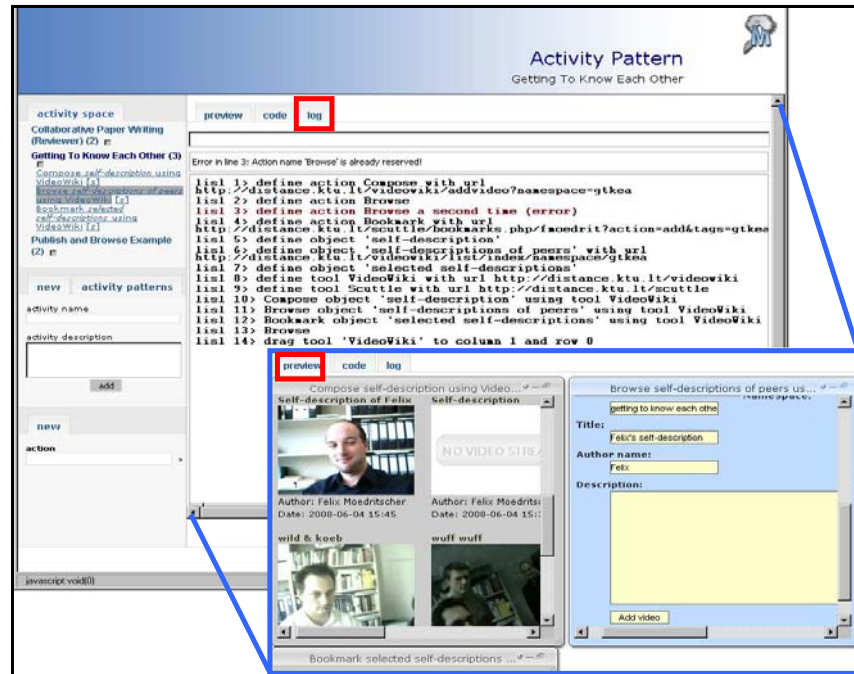 M
Activity Pattern
Getting To Know Each Other
activity space
Collaborative Paper Writing
(Reviewer) (2)
Getting To Know Each Other (3)
Compose self-description using
VideoWiki [s]
Browse self-descriptions of peers
using VideoWiki [s]
Bookmark selected
self-descriptions using
VideoWiki [s]
Publish and Browse Example
(2)
new activity patterns
activity name
activity description
add
new
action
preview code log
Error in line 3: Action name 'Browse' is already reserved!
lisl 1> define action Compose with url
http://distance.ktu.lt/videowiki/addvideo?namespace=gtkea
lisl 2> define action Browse
lisl 3> define action Browse a second time (error)
lisl 4> define action Bookmark with url
http://distance.ktu.lt/scuttle/bookmarks.php/fmoedrit?action=add&tags=gtkea
lisl 5> define object 'self-description'
lisl 6> define object 'self-descriptions of peers' with url
http://distance.ktu.lt/videowiki/list/index/namespace/gtkea
lisl 7> define object 'selected self-descriptions'
lisl 8> define tool VideoWiki with url http://distance.ktu.lt/videowiki
lisl 9> define tool Scuttle with url http://distance.ktu.lt/scuttle
lisl 10> Compose object 'self-description' using tool VideoWiki
lisl 11> Browse object 'self-descriptions of peers' using tool VideoWiki
lisl 12> Bookmark object 'selected self-descriptions' using tool VideoWiki
lisl 13> Browse
lisl 14> drag tool 'VideoWiki' to column 1 and row 0
javascript:void(0)
preview code log
Compose self-description using Video...
Self-description of Felix Self-description
NO VIDEO STREA
Author: Felix Moedritscher Author: Felix Moedrits
Date: 2008-06-04 15:45 Date: 2008-06-04 15:
wild & koeb wuff wuff
Bookmark selected self-descriptions ...
Browse self-descriptions of peers us...
Namespace:
getting to know each othe
Title:
Felix's self-description
Author name:
Felix
Description:
Add video